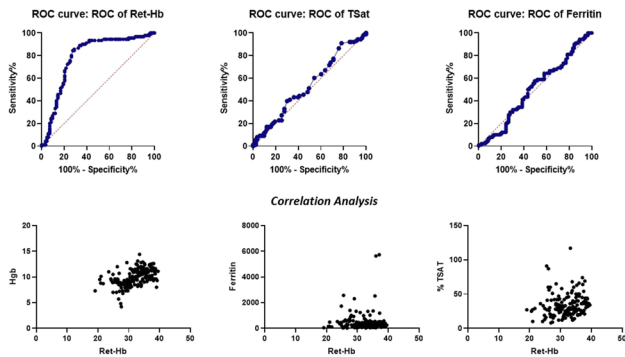 ROC curve: ROC of Ret-Hb
ROC curve: ROC of TSat
ROC curve: ROC of Ferritin
Sensitivity%
100
80
60
40
20
0
0 20 40 60 80 100
100% - Specificity%
Sensitivity%
100
80
60
40
20
0
0 20 40 60 80 100
100% - Specificity%
Sensitivity%
100
80
60
40
20
0
0 20 40 60 80 100
100% - Specificity%
Correlation Analysis
Hgb
20
15
10
5
0
0 10 20 30 40 50
Ret-Hb
Ferritin
8000
6000
4000
2000
0
0 10 20 30 40 50
Ret-Hb
% TSAT
150
100
50
0
0 10 20 30 40 50
Ret-Hb